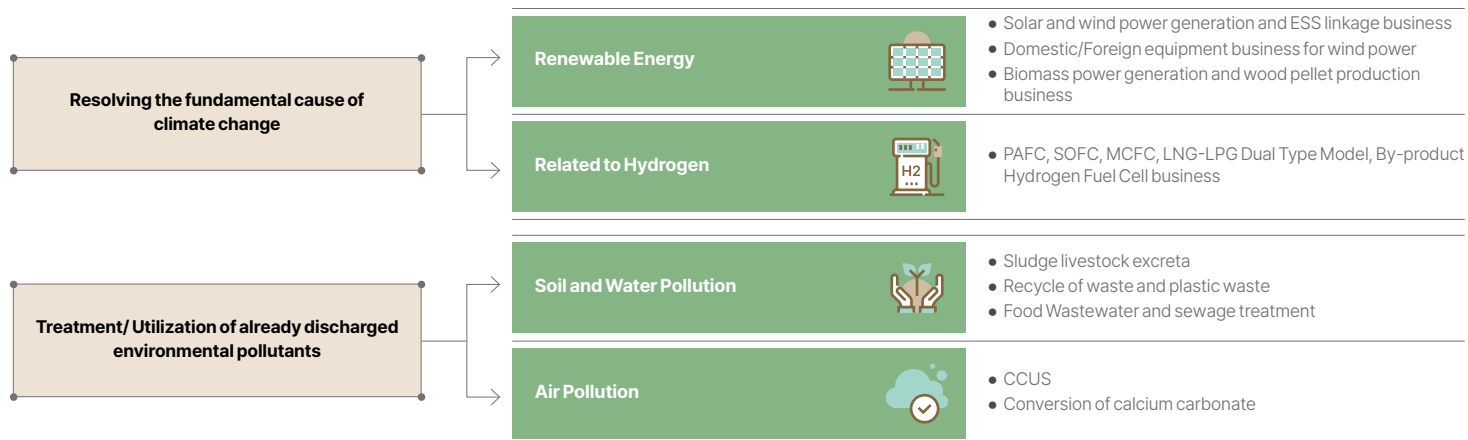 Resolving the fundamental cause of
climate change
Renewable Energy
● Solar and wind power generation and ESS linkage business
● Domestic/Foreign equipment business for wind power
● Biomass power generation and wood pellet production
business
Related to Hydrogen
H2
● PAFC, SOFC, MCFC, LNG-LPG Dual Type Model, By-product
Hydrogen Fuel Cell business
Treatment/ Utilization of already discharged
environmental pollutants
Soil and Water Pollution
● Sludge livestock excreta
● Recycle of waste and plastic waste
● Food Wastewater and sewage treatment
Air Pollution
● CCUS
● Conversion of calcium carbonate